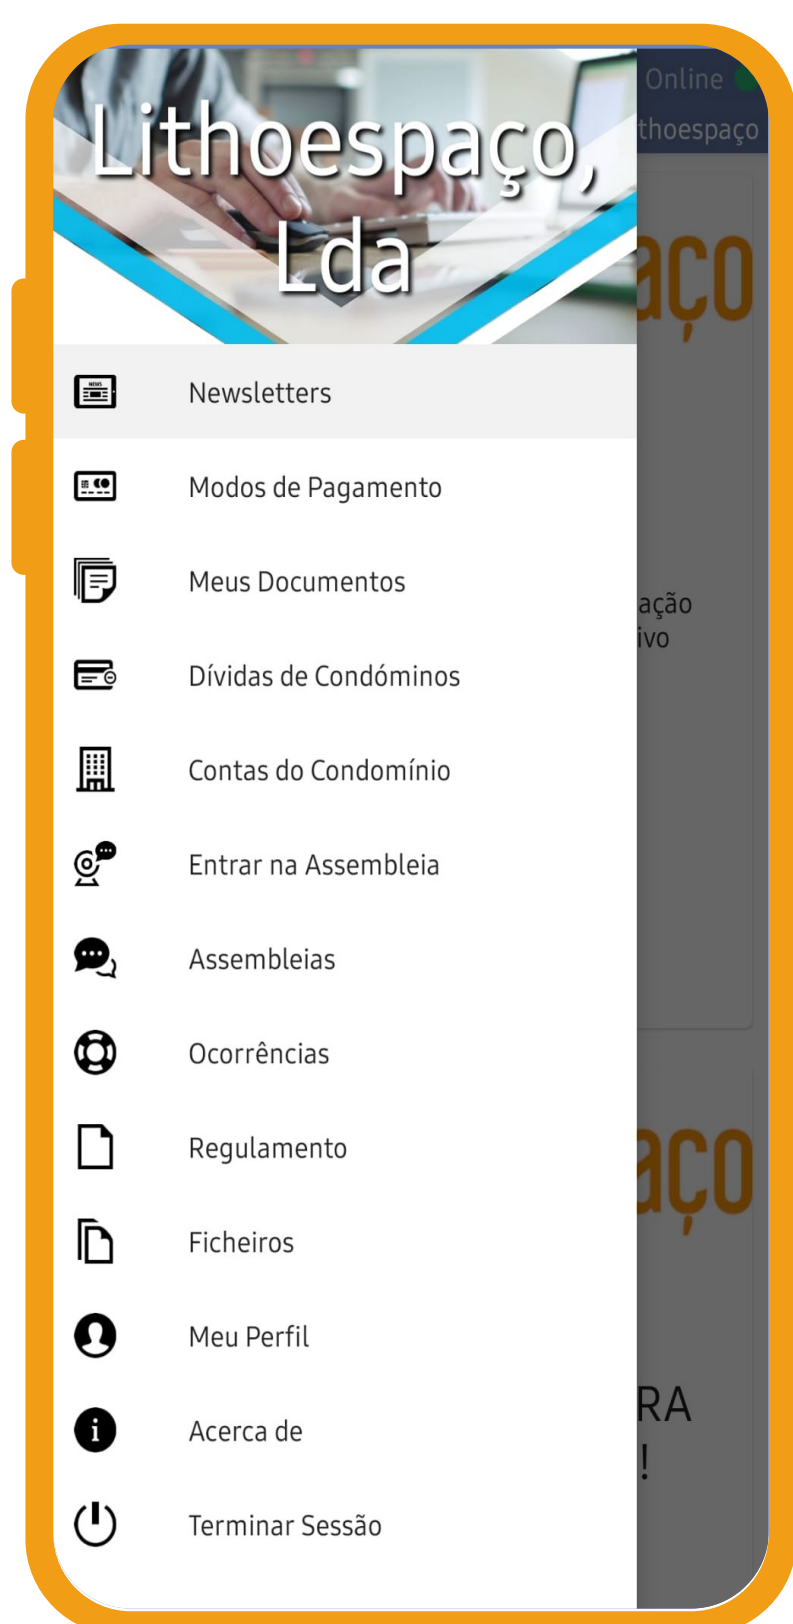 Lithoespaço,
Lda
Online
thoespaço
aço
Newsletters
Modos de Pagamento
Meus Documentos
ação
ivo
Dívidas de Condóminos
Contas do Condomínio
Entrar na Assembleia
Assembleias
Ocorrências
Regulamento
aço
Ficheiros
Meu Perfil
RA
Acerca de
!
Terminar Sessão